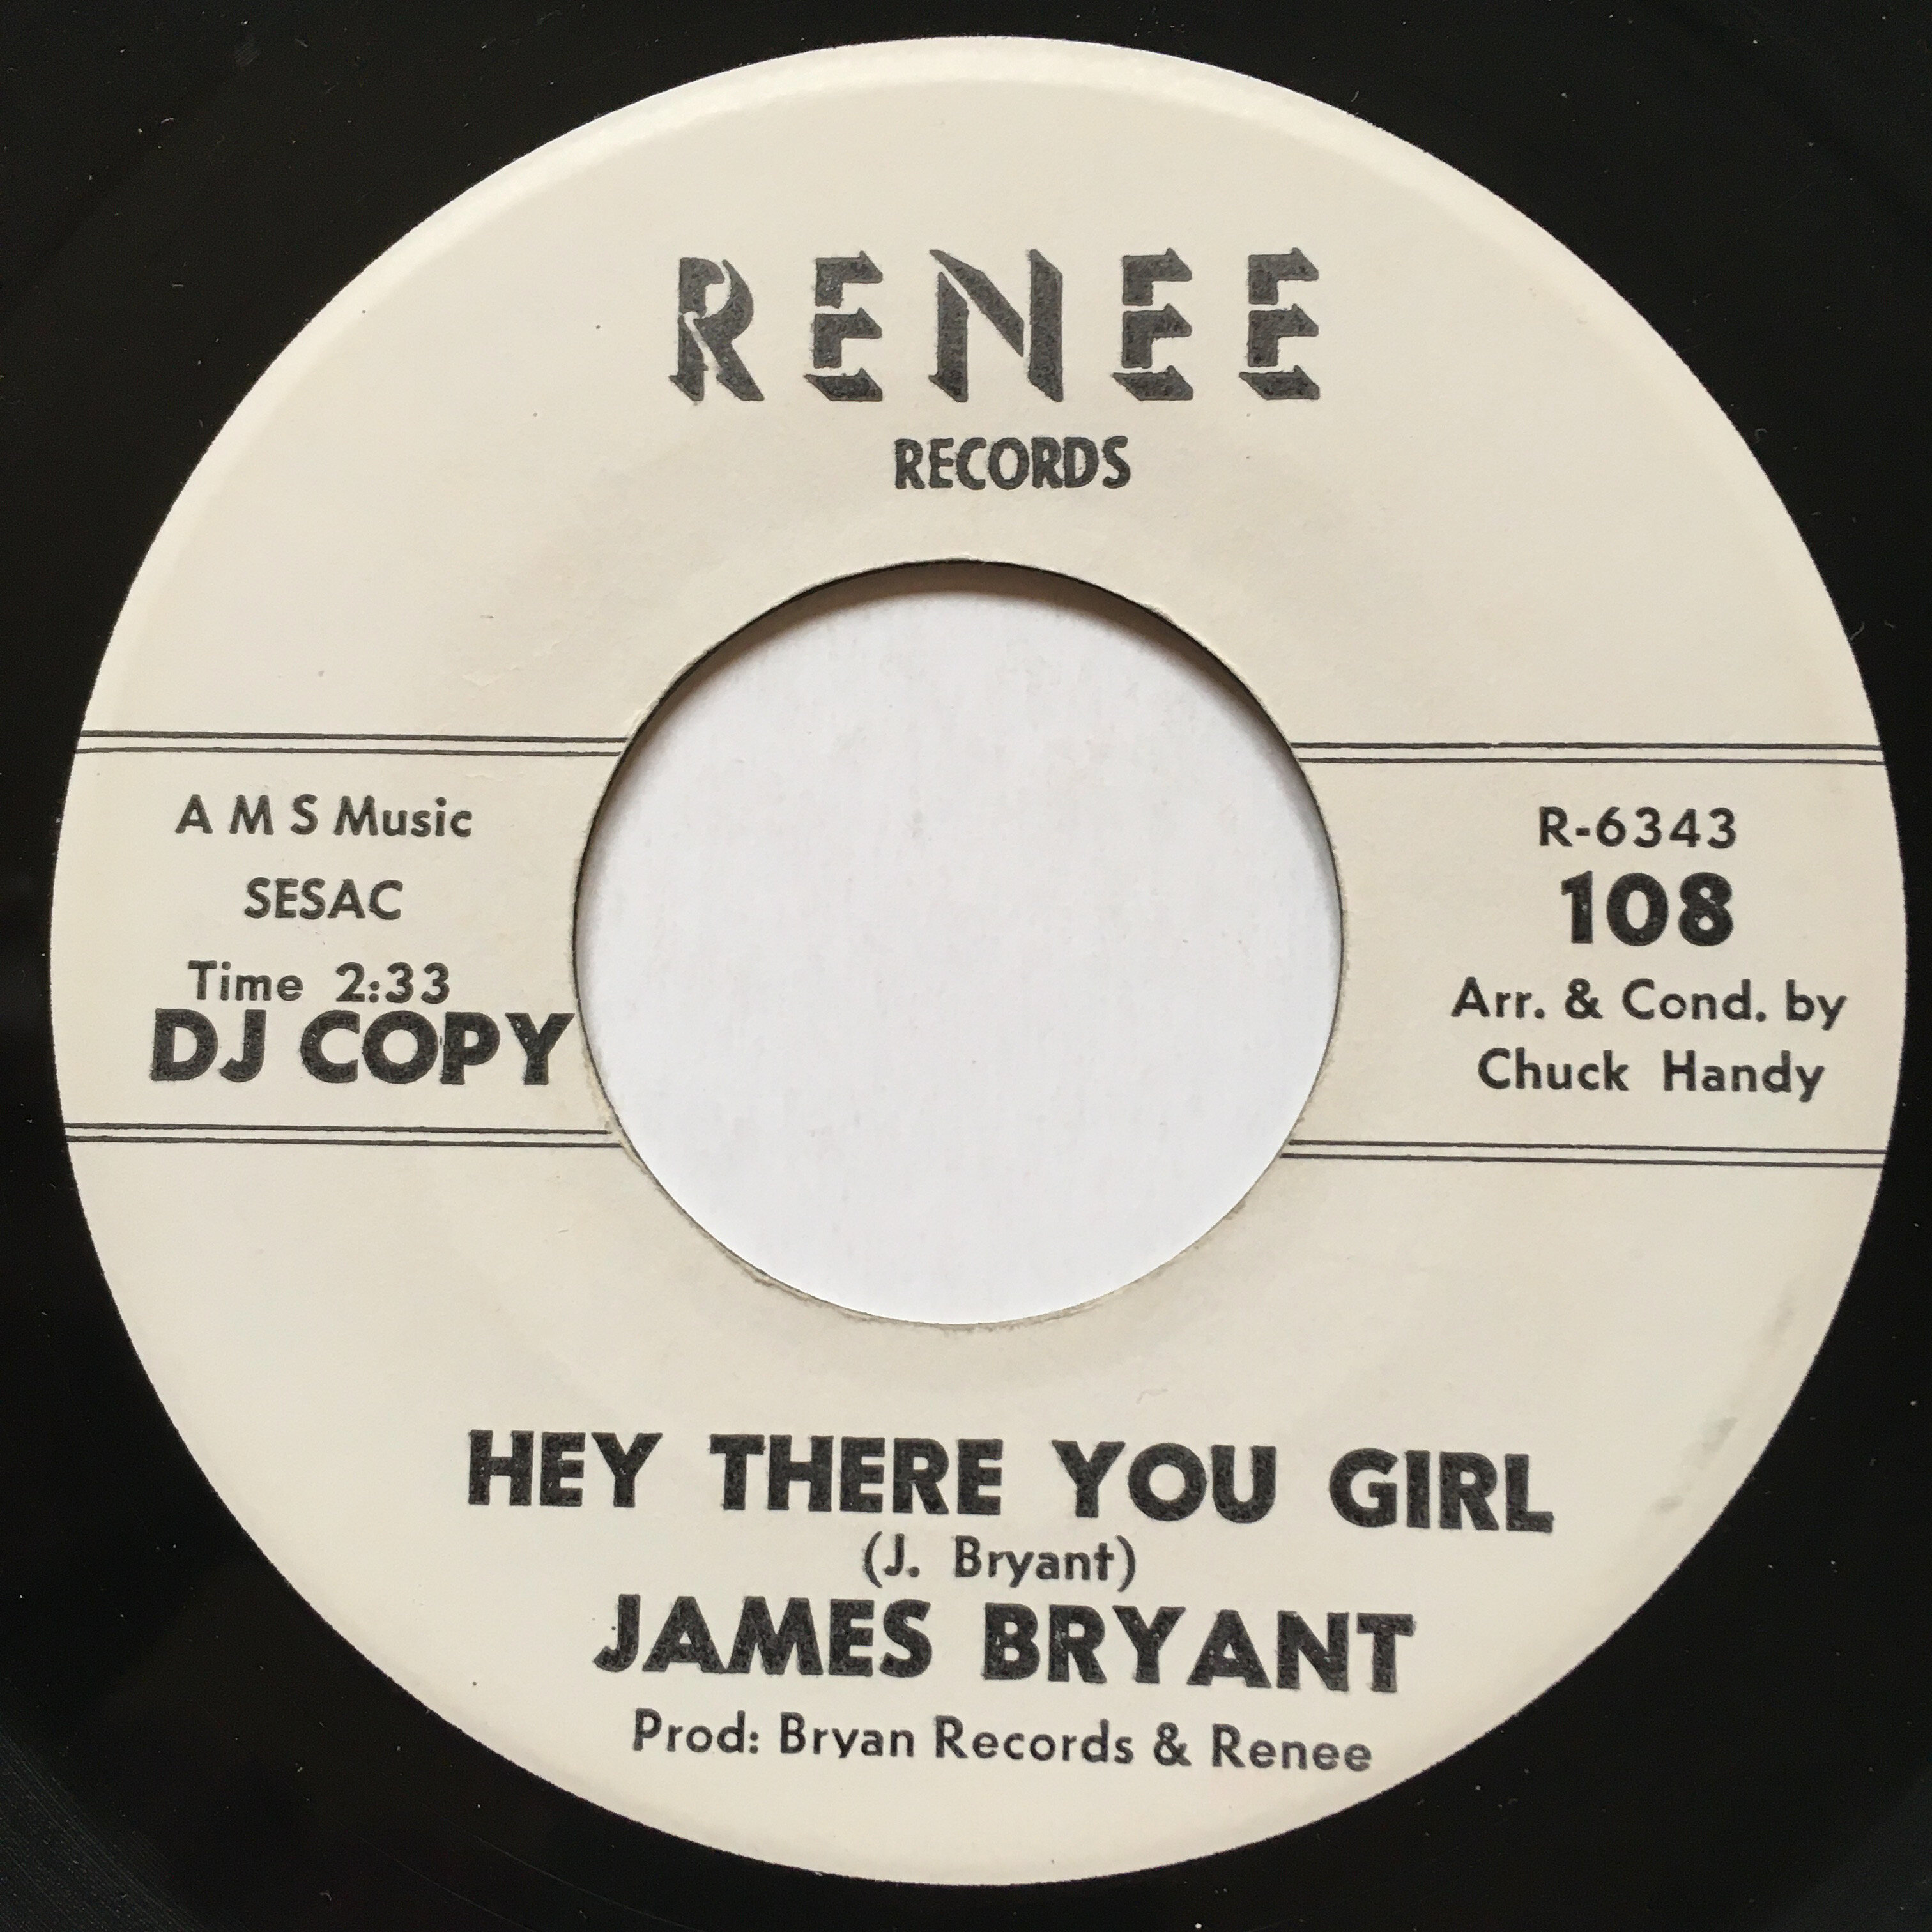 RENEE
RECORDS
A M S Music
SESAC
Time 2:33
DJ COPY
R-6343
108
Arr. & Cond. by
Chuck Handy
HEY THERE YOU GIRL
(J. Bryant)
JAMES BRYANT
Prod: Bryan Records & Renee